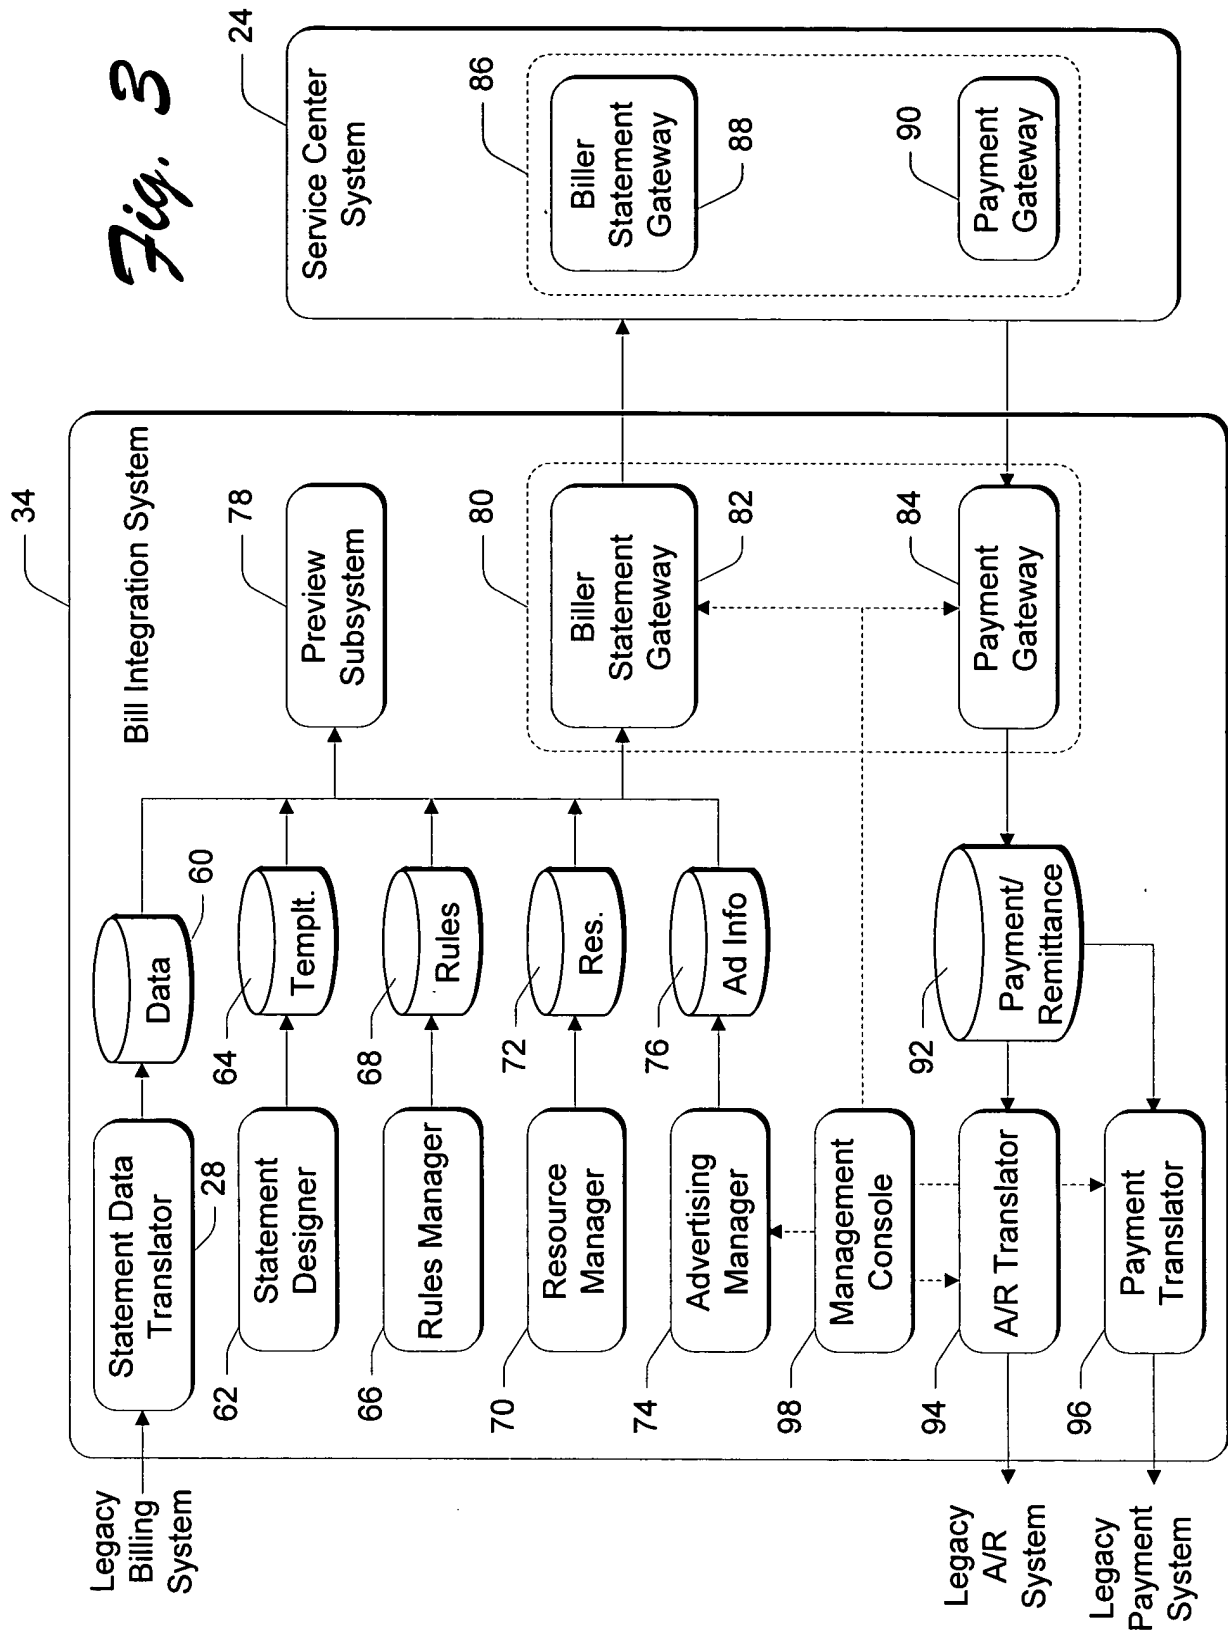 Fig. 3
34
24
Bill Integration System
Service Center
System
Legacy
Billing
System
Statement Data
Translator
28
Data
60
78
Preview
Subsystem
62
Statement
Designer
64
Templt.
66
Rules Manager
68
Rules
80
Biller
Statement
Gateway
82
86
Biller
Statement
Gateway
88
70
Resource
Manager
72
Res.
74
Advertising
Manager
76
Ad Info
98
Management
Console
84
Payment
Gateway
90
Payment
Gateway
92
Payment/
Remittance
94
A/R Translator
Legacy
A/R
System
96
Payment
Translator
Legacy
Payment
System